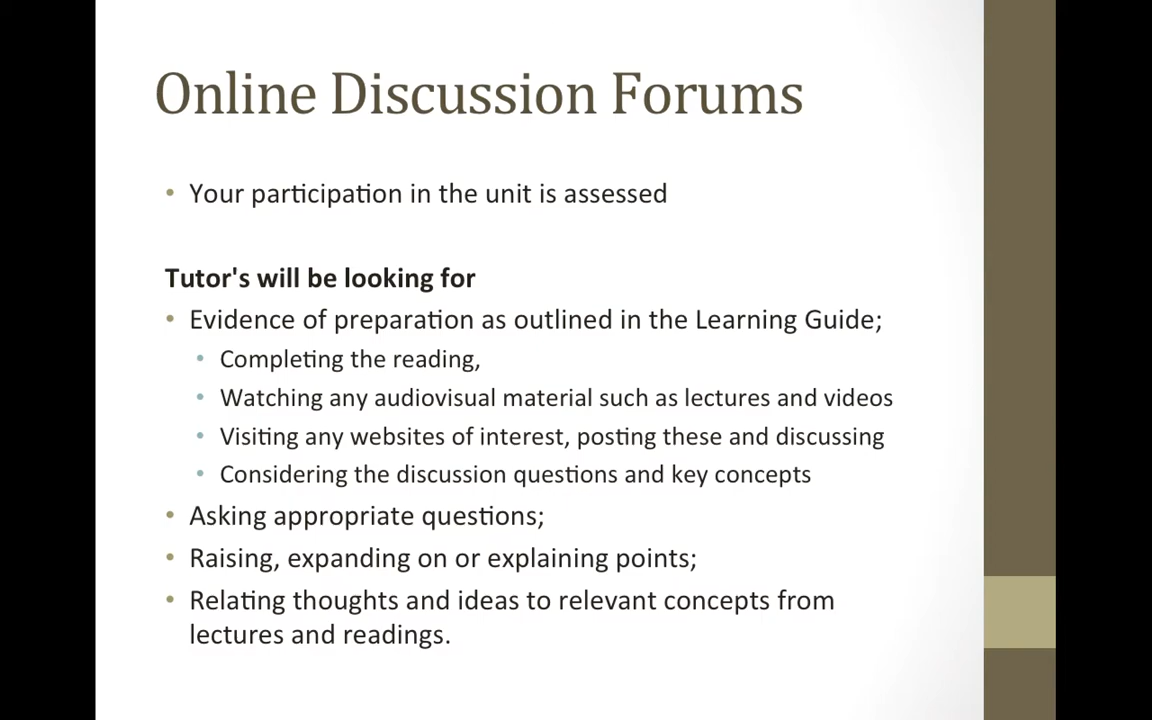 Online Discussion Forums
• Your participation in the unit is assessed
Tutor's will be looking for
• Evidence of preparation as outlined in the Learning Guide;
• Completing the reading,
• Watching any audiovisual material such as lectures and videos
• Visiting any websites of interest, posting these and discussing
• Considering the discussion questions and key concepts
• Asking appropriate questions;
• Raising, expanding on or explaining points;
• Relating thoughts and ideas to relevant concepts from
lectures and readings.